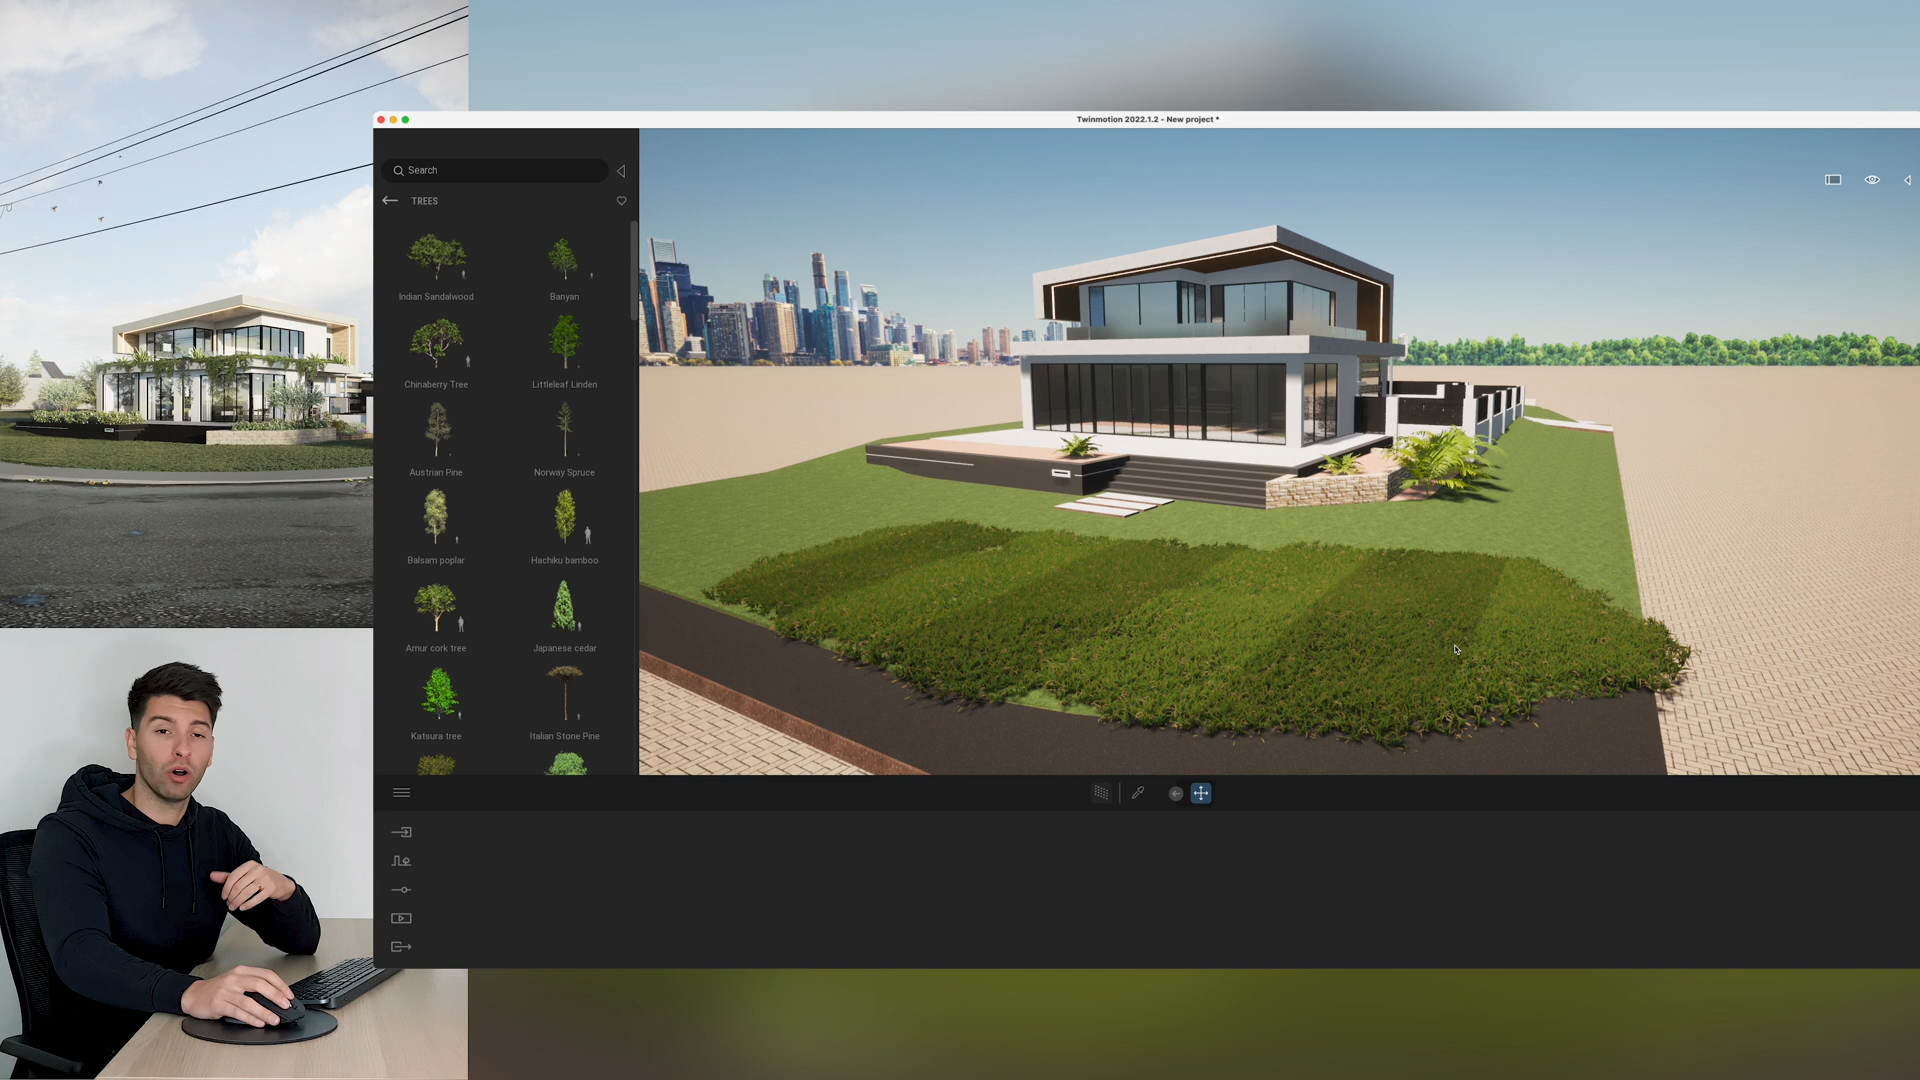 Twinmotion 2022.1.2 - New project *
Search
TREES
Indian Sandalwood
Banyan
Chinaberry Tree
Littleleaf Linden
Austrian Pine
Norway Spruce
Balsam poplar
Hachiku bamboo
Amur cork tree
Japanese cedar
Katsura tree
Italian Stone Pine